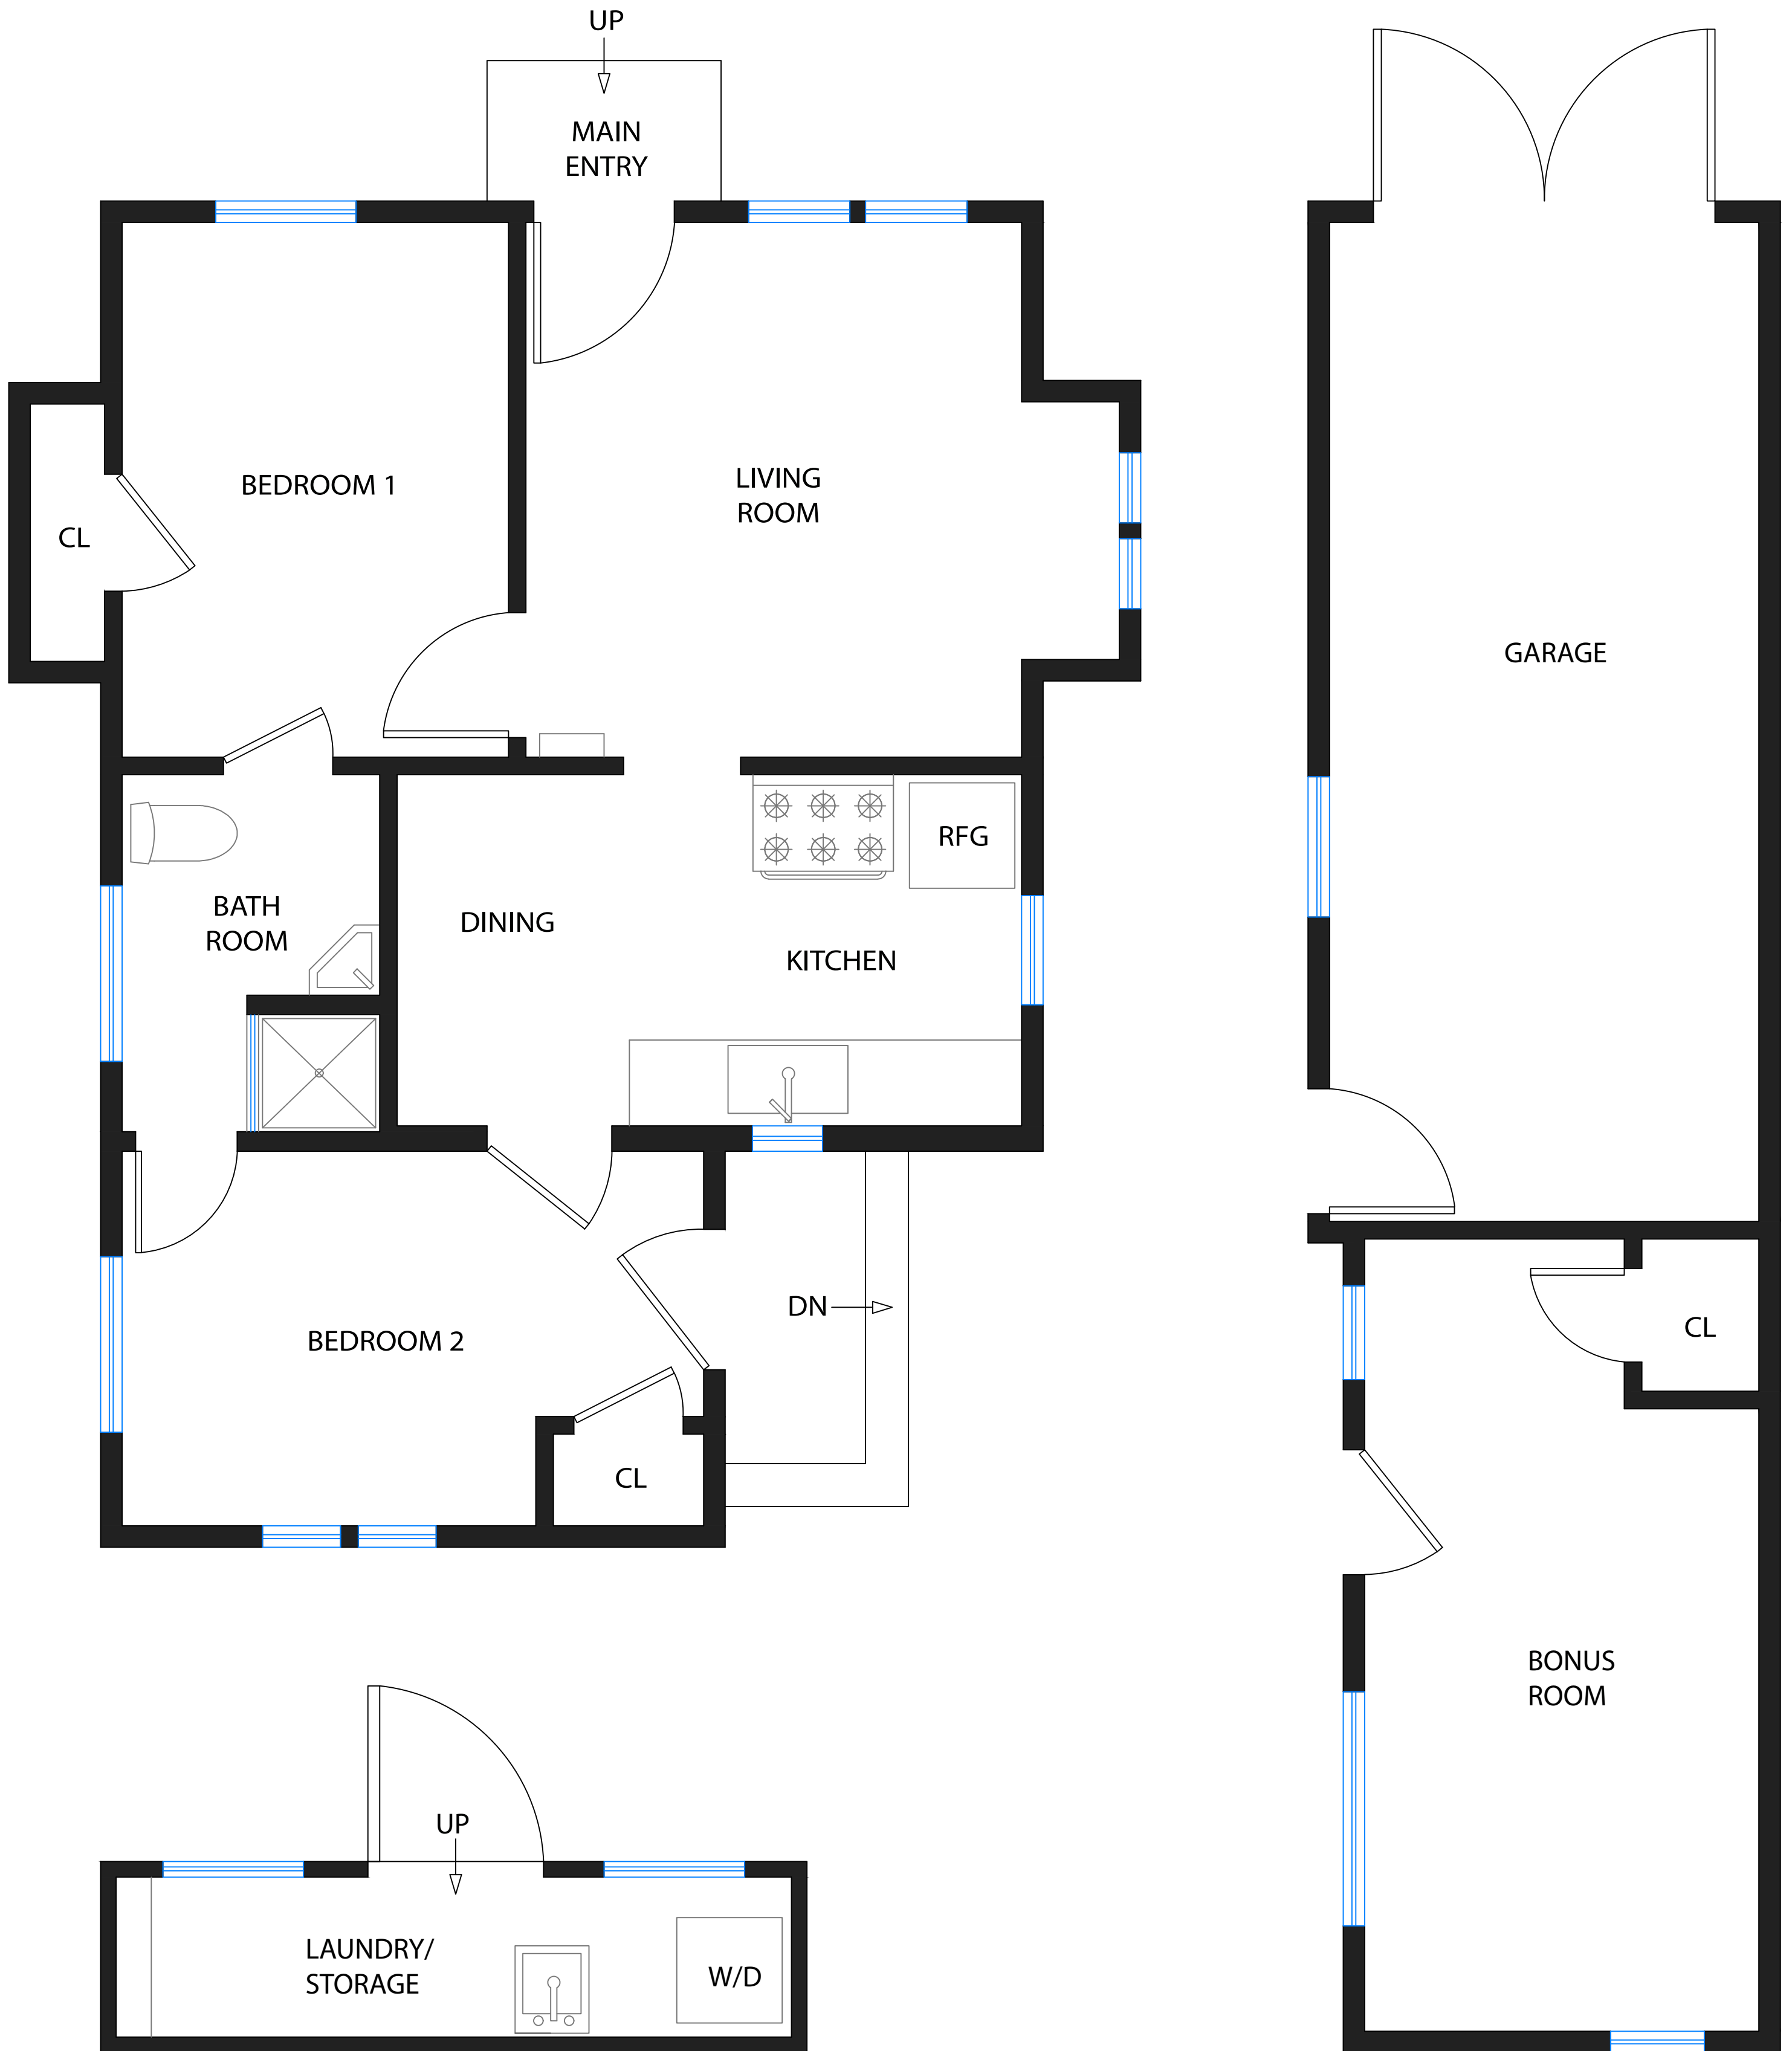 UP
MAIN
ENTRY
BEDROOM 1
LIVING
ROOM
CL
GARAGE
RFG
BATH
ROOM
DINING
KITCHEN
DN
CL
BEDROOM 2
CL
BONUS
ROOM
UP
LAUNDRY/
STORAGE
W/D